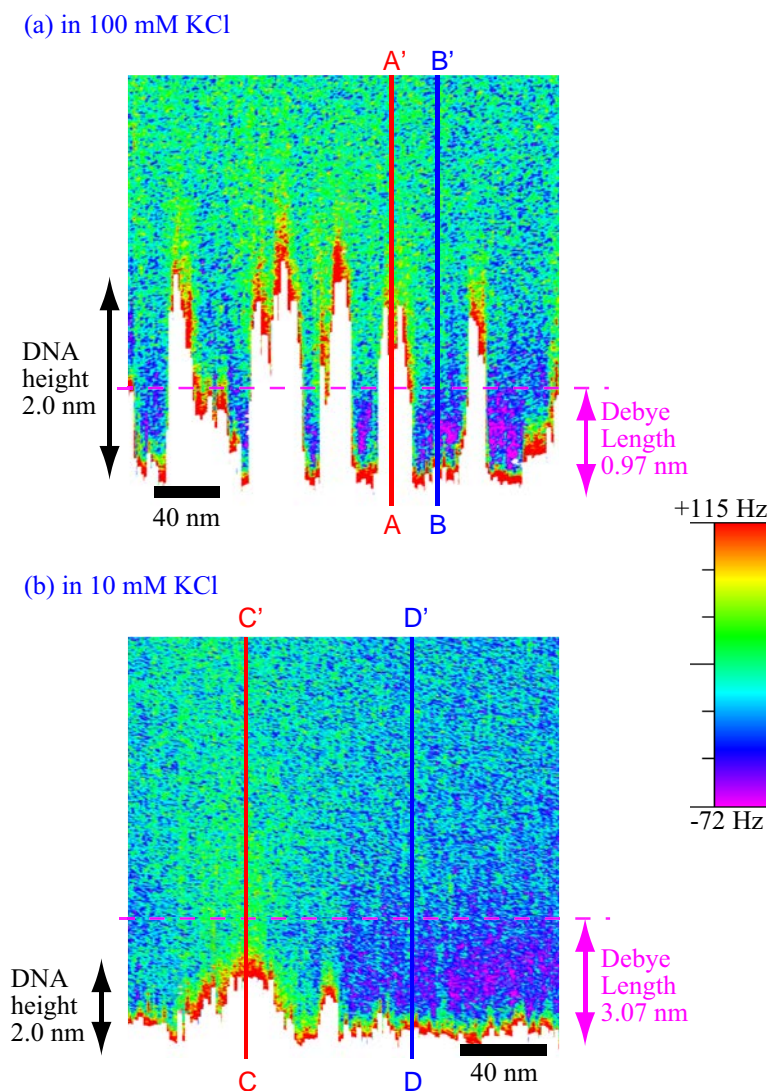 (a) in 100 mM KCl
A'
B'
DNA
height
2.0 nm
Debye
Length
0.97 nm
40 nm
A
B
+115 Hz
-72 Hz
(b) in 10 mM KCl
C'
D'
DNA
height
2.0 nm
Debye
Length
3.07 nm
40 nm
C
D